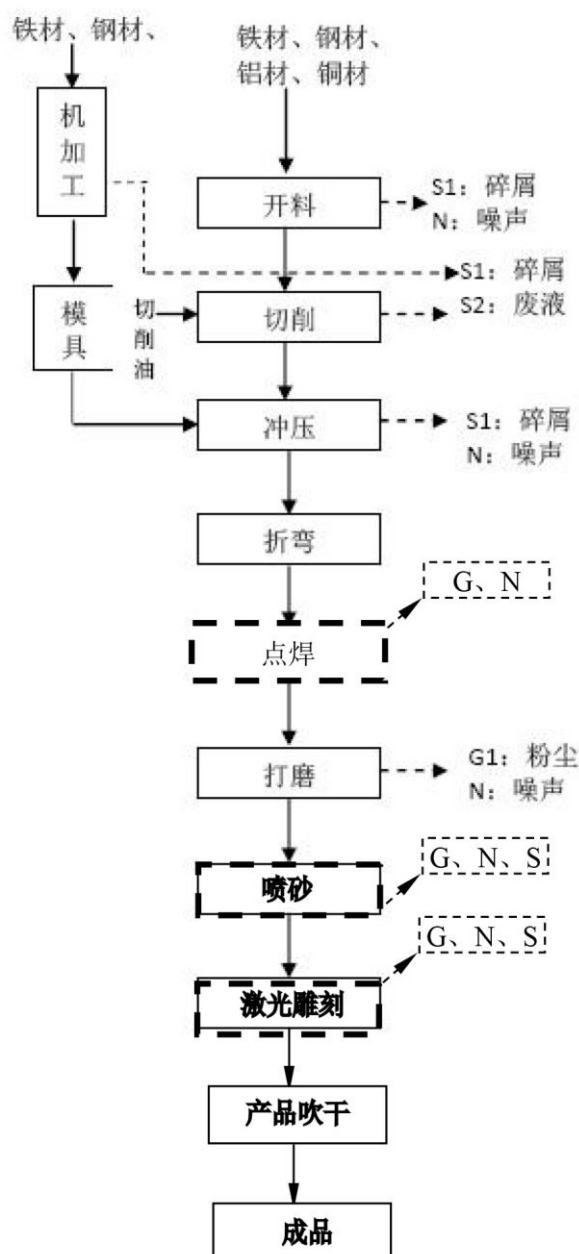 铁材、钢材、
铁材、钢材、
铝材、铜材
机
加
工
开料
S1：碎屑
N：噪声
S1：碎屑
模
具
切
削
油
切削
S2：废液
冲压
S1：碎屑
N：噪声
折弯
G、N
点焊
打磨
G1：粉尘
N：噪声
G、N、S
喷砂
G、N、S
激光雕刻
产品吹干
成品